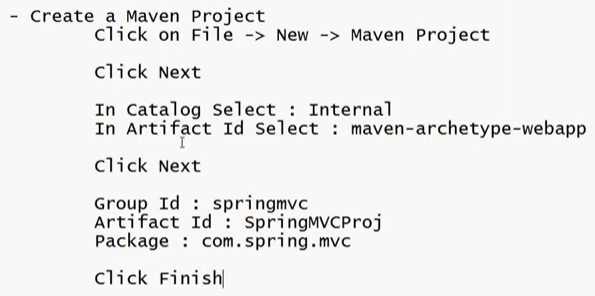 - Create a Maven Project
Click on File -> New -> Maven Project
Click Next
In Catalog Select : Internal
In Artifact Id Select : maven-archetype-webapp
Click Next
Group Id : springmvc
Artifact Id : SpringMVCProj
Package : com.spring.mvc
Click Finish